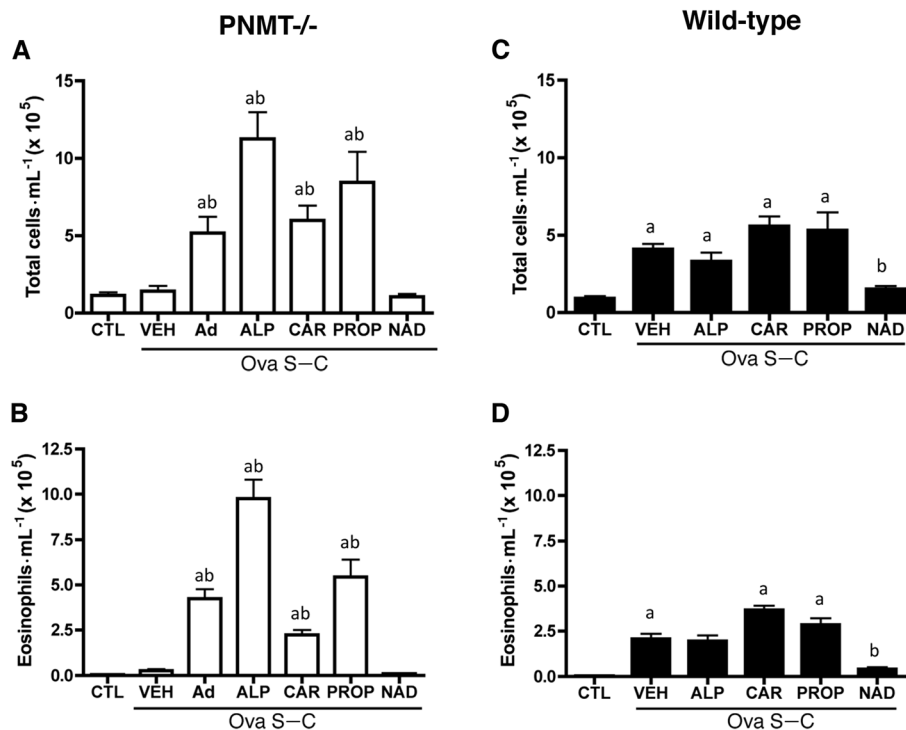 PNMT-/-
Wild-type
A
Total cells·mL⁻¹ (x 10⁵)
15
10
5
0
ab
ab
ab
ab
CTL VEH Ad ALP CAR PROP NAD
Ova S–C
C
Total cells·mL⁻¹ (x 10⁵)
15
10
5
0
a
a
a
a
b
CTL VEH ALP CAR PROP NAD
Ova S–C
B
Eosinophils·mL⁻¹ (x 10⁵)
12.5
10.0
7.5
5.0
2.5
0.0
ab
ab
ab
ab
CTL VEH Ad ALP CAR PROP NAD
Ova S–C
D
Eosinophils·mL⁻¹ (x 10⁵)
12.5
10.0
7.5
5.0
2.5
0.0
a
a
a
b
CTL VEH ALP CAR PROP NAD
Ova S–C